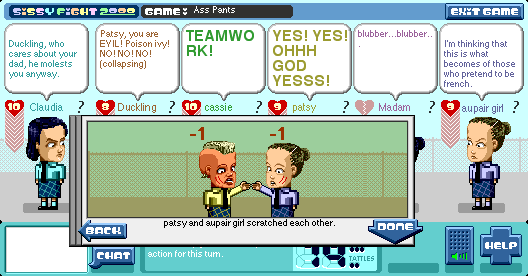 SiSSYFiGHT 2000
GAME: Ass Pants
EXIT GAME
Duckling, who
cares about your
dad, he molests
you anyway.
Patsy, you are
EVIL! Poison ivy!
NO! NO! NO!
(collapsing)
TEAMWO
RK!
YES! YES!
OHHH
GOD
YESSS!
blubber...blubber..
.
I'm thinking that
this is what
becomes of those
who pretend to be
french.
10 Claudia ?
8 Duckling ?
10 cassie ?
9 patsy ?
Madam ?
9 aupair girl ?
-1 -1
patsy and aupair girl scratched each other.
BACK
DONE
CHAT
action for this turn.
TATTLES
HELP